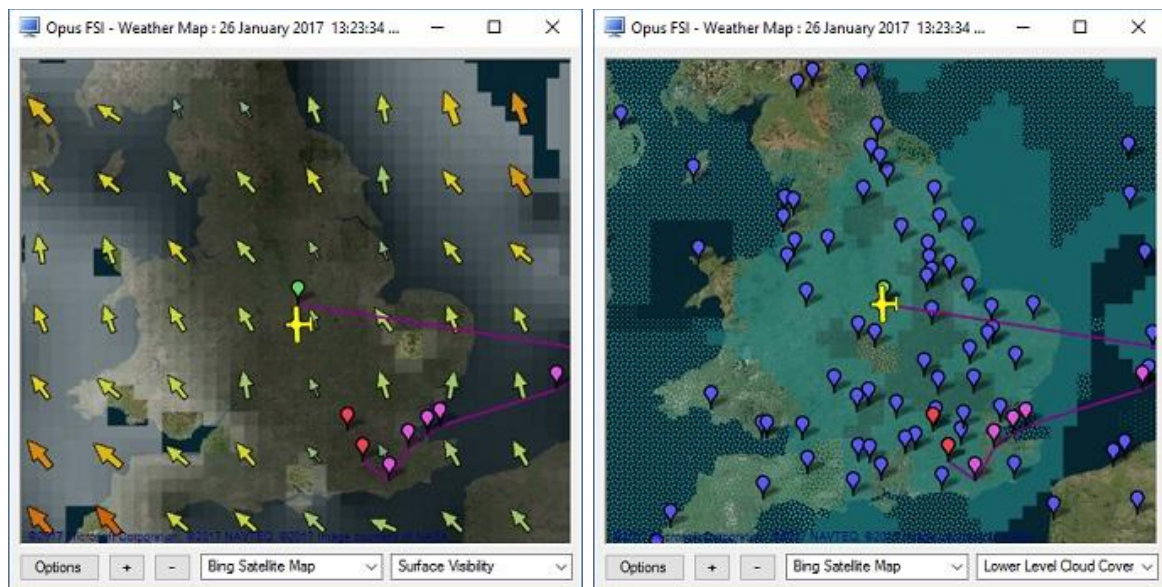 Opus FSI - Weather Map : 26 January 2017 13:23:34 ...
Options
+
-
Bing Satellite Map
Surface Visibility
Opus FSI - Weather Map : 26 January 2017 13:23:34 ...
Options
+
-
Bing Satellite Map
Lower Level Cloud Cover